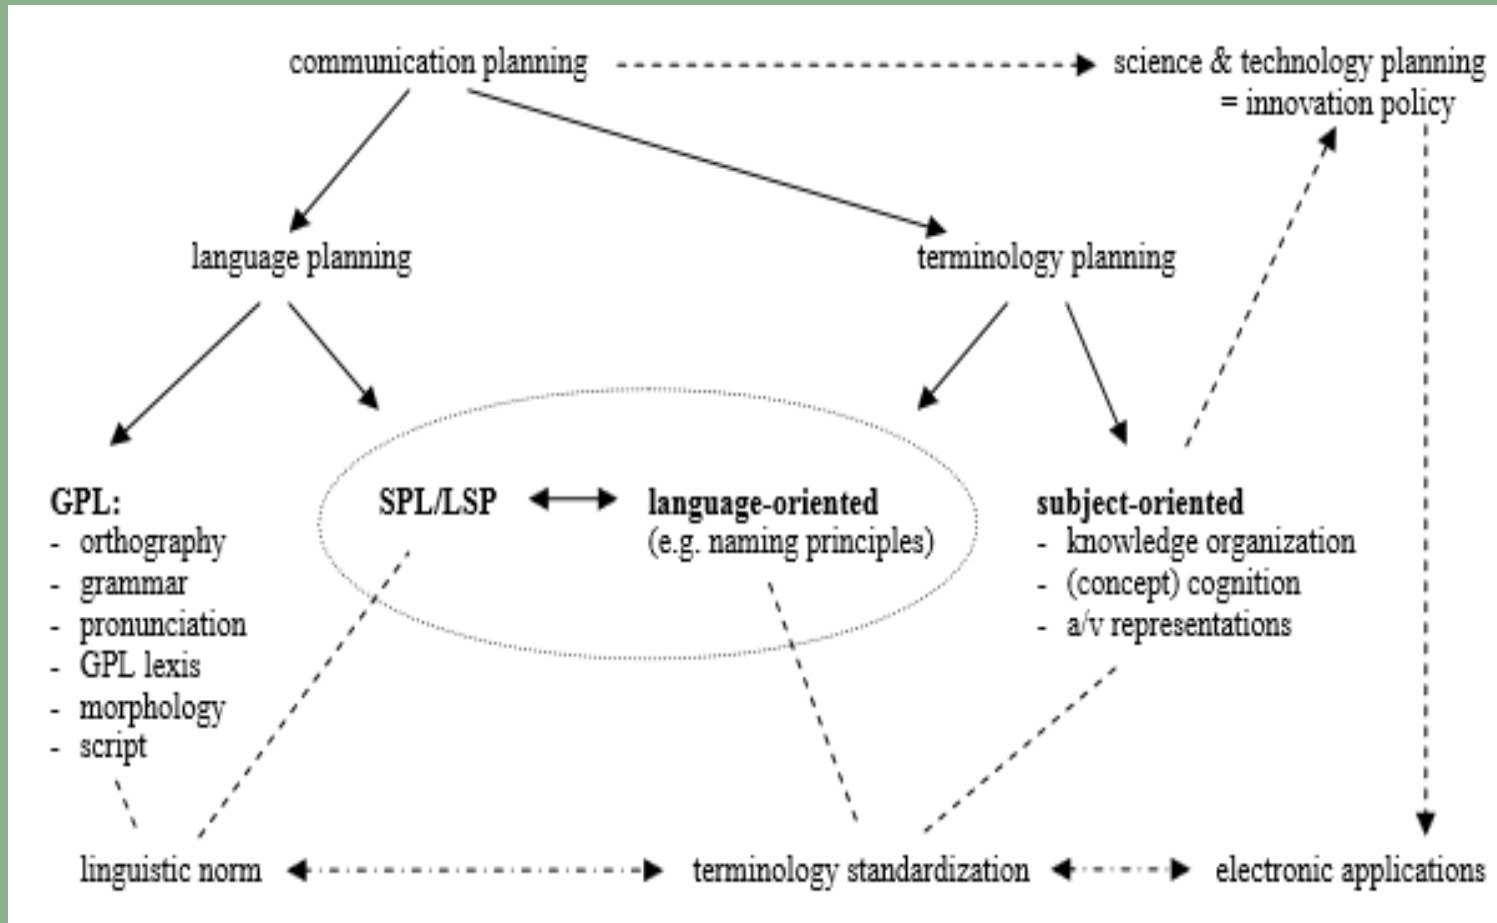 communication planning
science & technology planning
= innovation policy
language planning
terminology planning
GPL:
- orthography
- grammar
- pronunciation
- GPL lexis
- morphology
- script
SPL/LSP
language-oriented
(e.g. naming principles)
subject-oriented
- knowledge organization
- (concept) cognition
- a/v representations
linguistic norm
terminology standardization
electronic applications